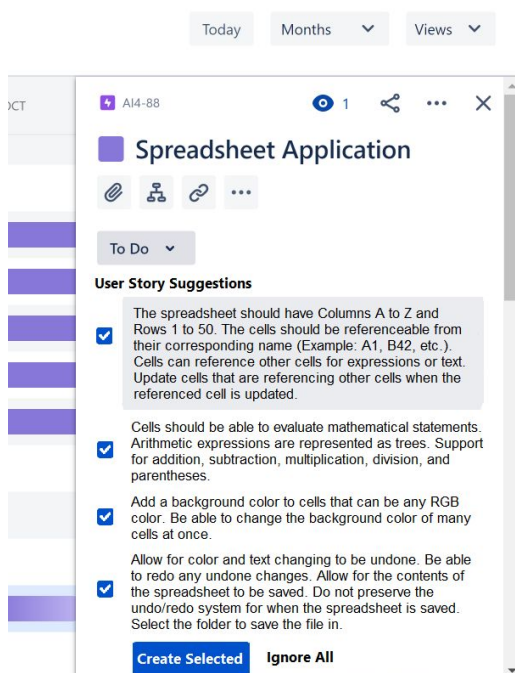 Today Months Views
OCT
AI4-88 1
Spreadsheet Application
To Do
User Story Suggestions
The spreadsheet should have Columns A to Z and
Rows 1 to 50. The cells should be referenceable from
their corresponding name (Example: A1, B42, etc.).
Cells can reference other cells for expressions or text.
Update cells that are referencing other cells when the
referenced cell is updated.
Cells should be able to evaluate mathematical statements.
Arithmetic expressions are represented as trees. Support
for addition, subtraction, multiplication, division, and
parentheses.
Add a background color to cells that can be any RGB
color. Be able to change the background color of many
cells at once.
Allow for color and text changing to be undone. Be able
to redo any undone changes. Allow for the contents of
the spreadsheet to be saved. Do not preserve the
undo/redo system for when the spreadsheet is saved.
Select the folder to save the file in.
Create Selected Ignore All